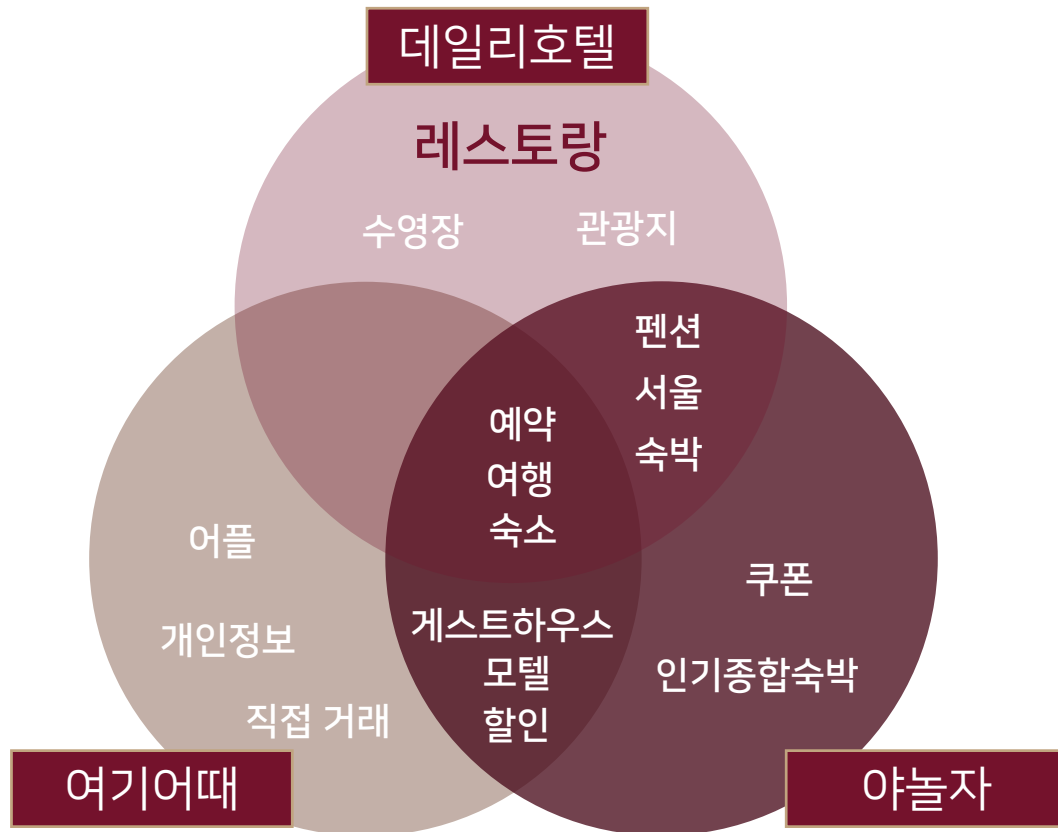 데일리호텔
레스토랑
수영장
관광지
펜션
서울
숙박
예약
여행
숙소
어플
개인정보
직접 거래
게스트하우스
모텔
할인
쿠폰
인기종합숙박
여기어때
야놀자